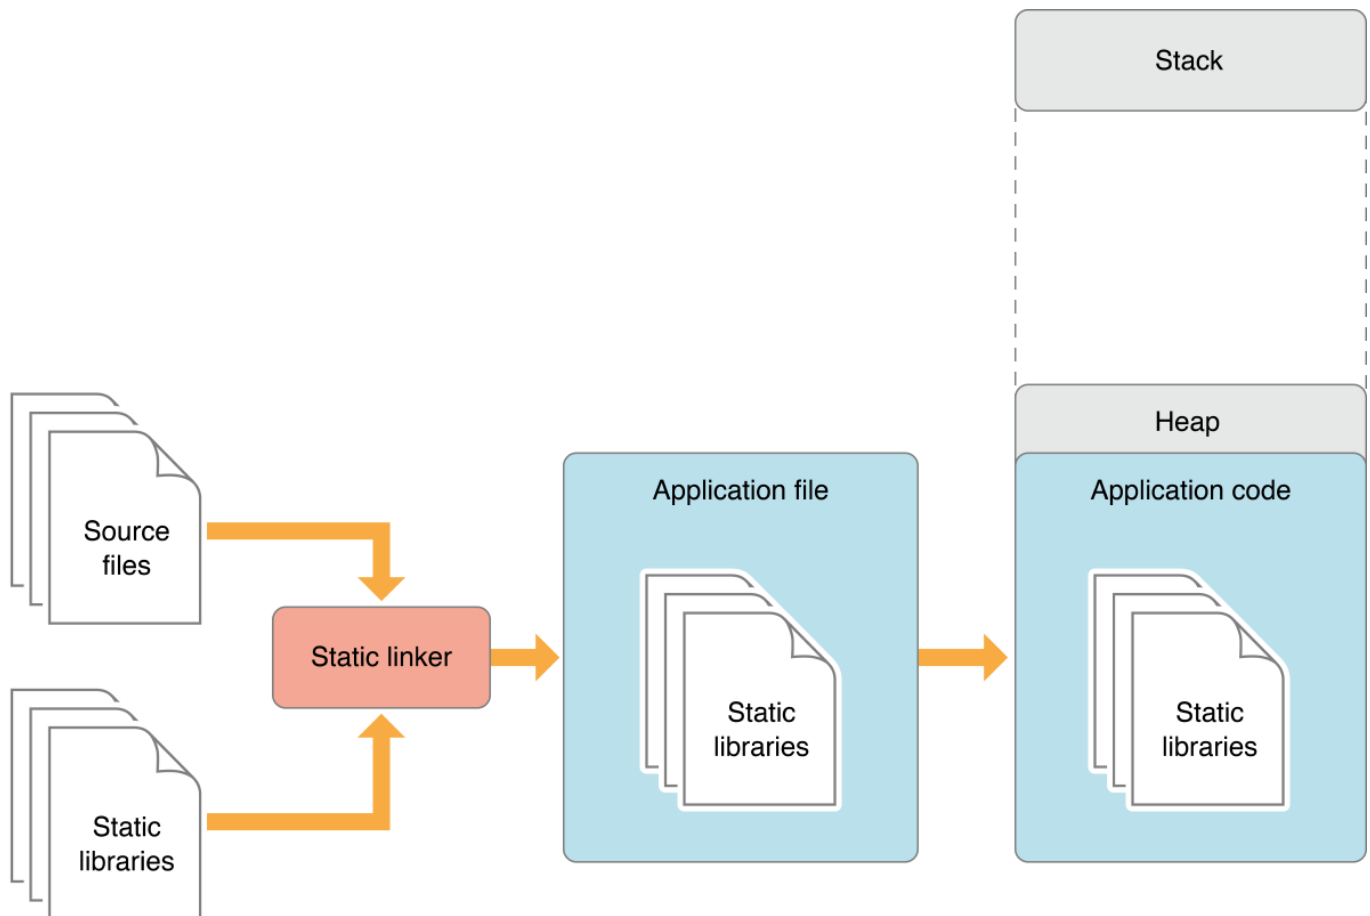 Stack
Heap
Application file
Application code
Source
files
Static linker
Static
libraries
Static
libraries
Static
libraries